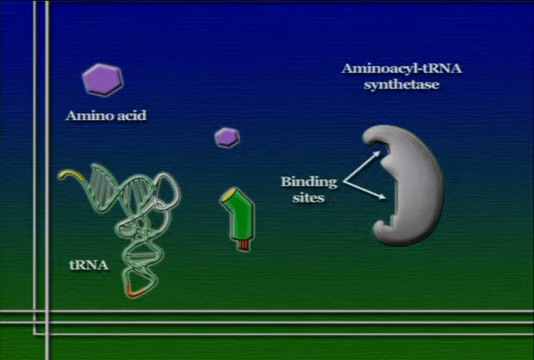 Aminoacyl-tRNA
synthetase
Amino acid
Binding
sites
tRNA